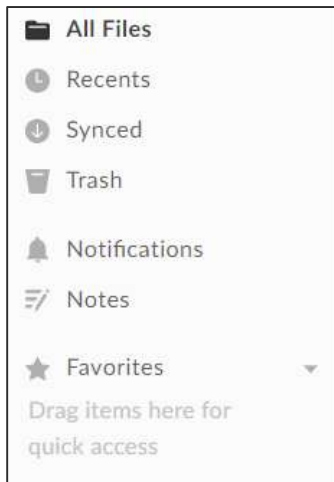 All Files
Recents
Synced
Trash
Notifications
Notes
Favorites
Drag items here for
quick access